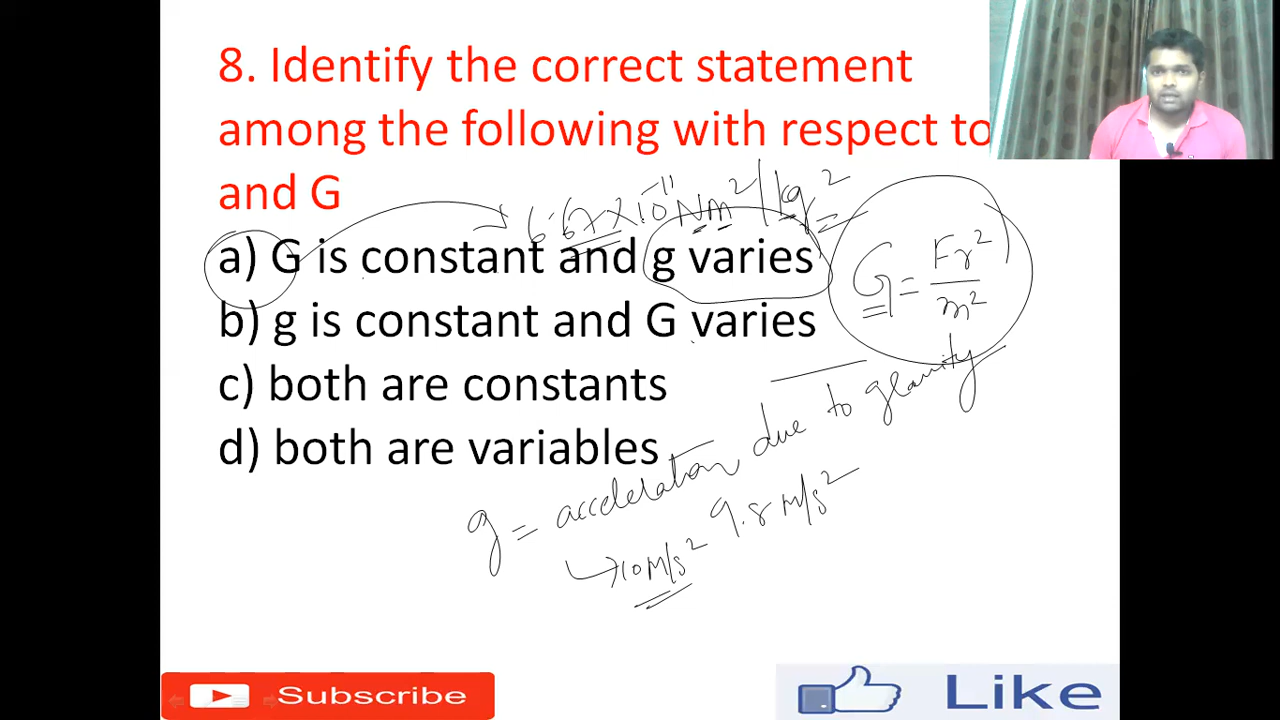 8. Identify the correct statement
among the following with respect to
and G
6.67×10⁻¹¹ Nm²/kg²
a) G is constant and g varies
G = Fr²/m²
b) g is constant and G varies
c) both are constants
d) both are variables
g = acceleration due to gravity
→10 M/s² 9.8 M/s²
Subscribe
Like